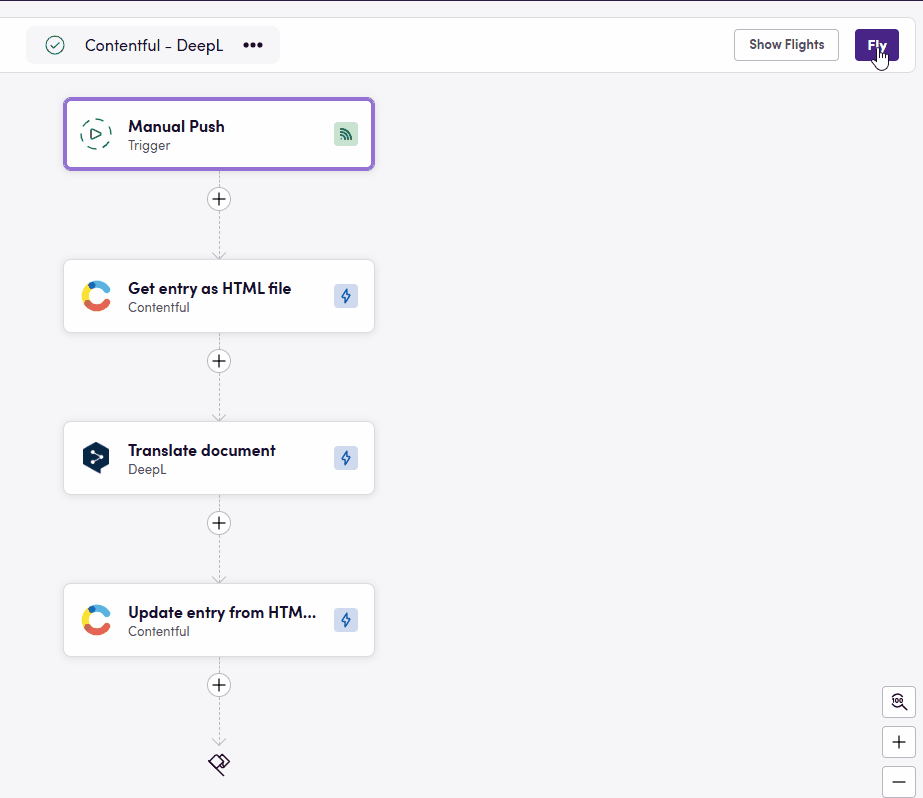 Contentful - DeepL
Show Flights
Fly
Manual Push
Trigger
Get entry as HTML file
Contentful
Translate document
DeepL
Update entry from HTM...
Contentful
100